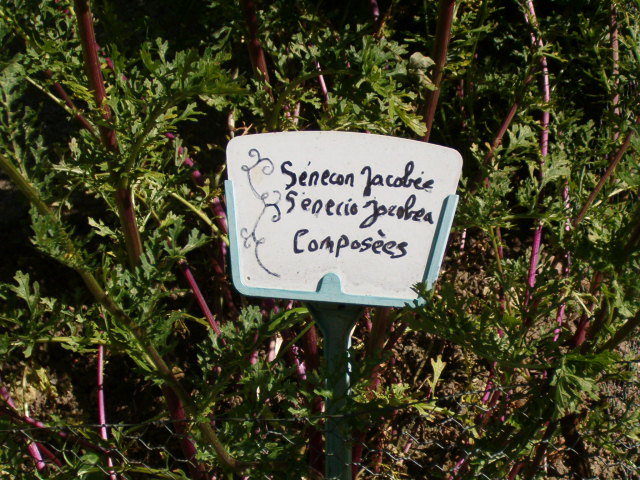 Sénecon Jacobée
Senecio Jacobea
Composées